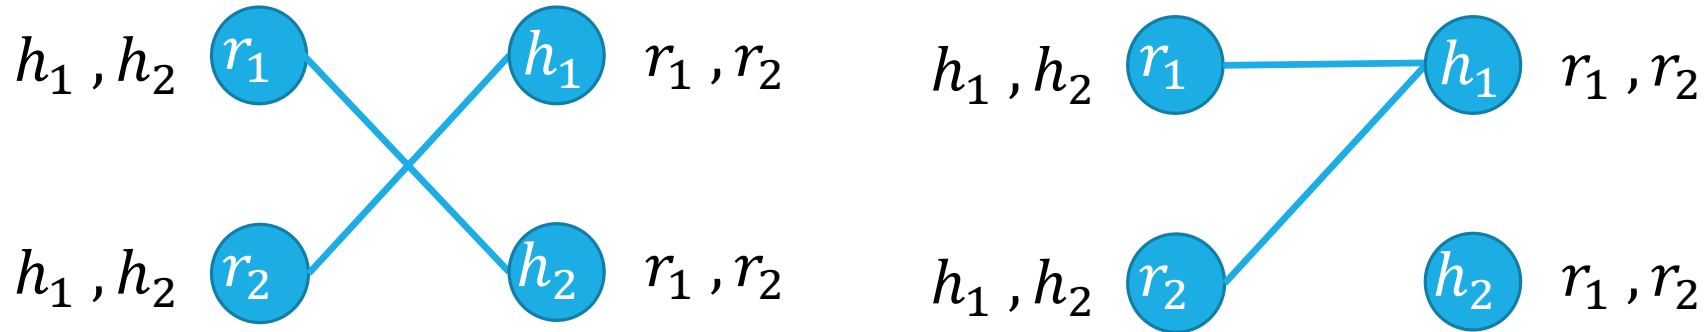 h₁ , h₂ r₁ h₁ r₁ , r₂ h₁ , h₂ r₁ h₁ r₁ , r₂
h₁ , h₂ r₂ h₂ r₁ , r₂ h₁ , h₂ r₂ h₂ r₁ , r₂